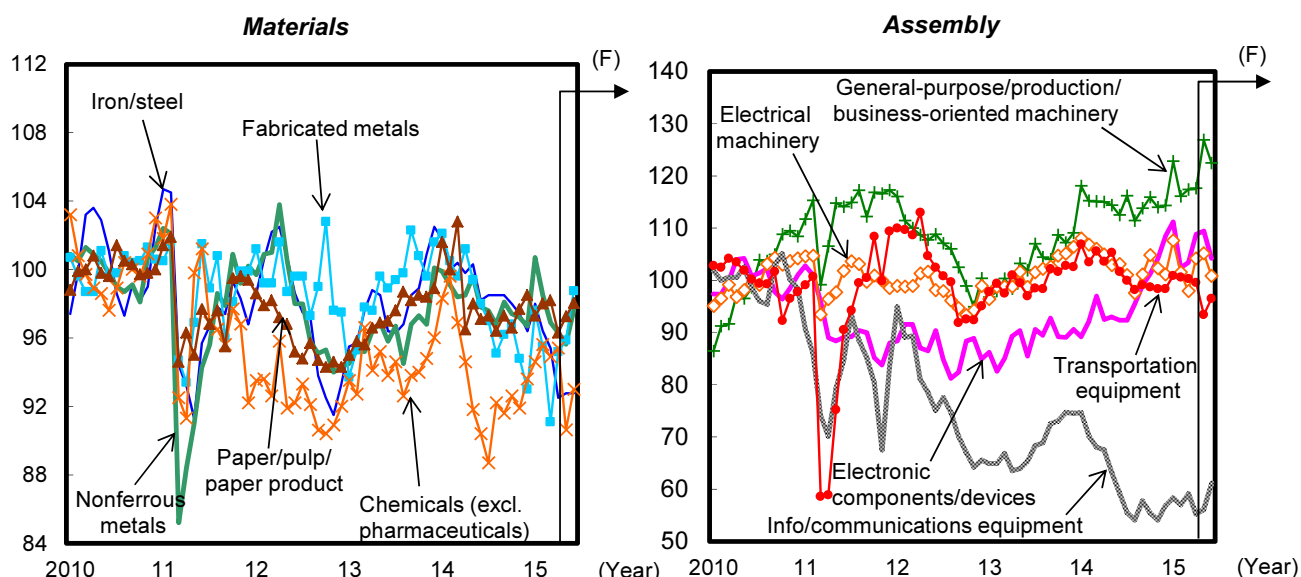 Materials
(F)
112
108
104
100
96
92
88
84
Iron/steel
Fabricated metals
Nonferrous
metals
Paper/pulp/
paper product
Chemicals (excl.
pharmaceuticals)
2010 11 12 13 14 15 (Year)
Assembly
(F)
140
130
120
110
100
90
80
70
60
50
General-purpose/production/
business-oriented machinery
Electrical
machinery
Transportation
equipment
Electronic
components/devices
Info/communications equipment
2010 11 12 13 14 15 (Year)